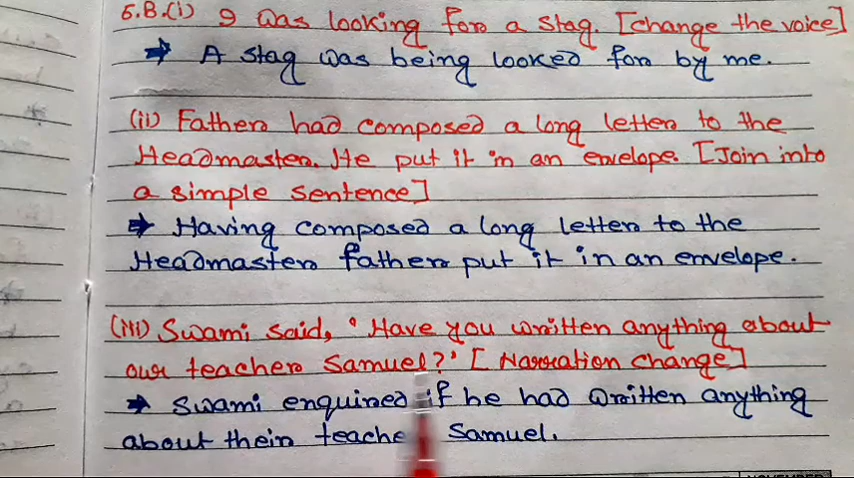 5.B.(i) I was looking for a stag. [change the voice]
→ A stag was being looked for by me.
(ii) Father had composed a long letter to the
Headmaster. He put it in an envelope. [Join into
a simple sentence]
→ Having composed a long letter to the
Headmaster father put it in an envelope.
(iii) Swami said, 'Have you written anything about
our teacher Samuel?' [Narration change]
→ Swami enquired if he had written anything
about their teacher Samuel.
NOVEMBER